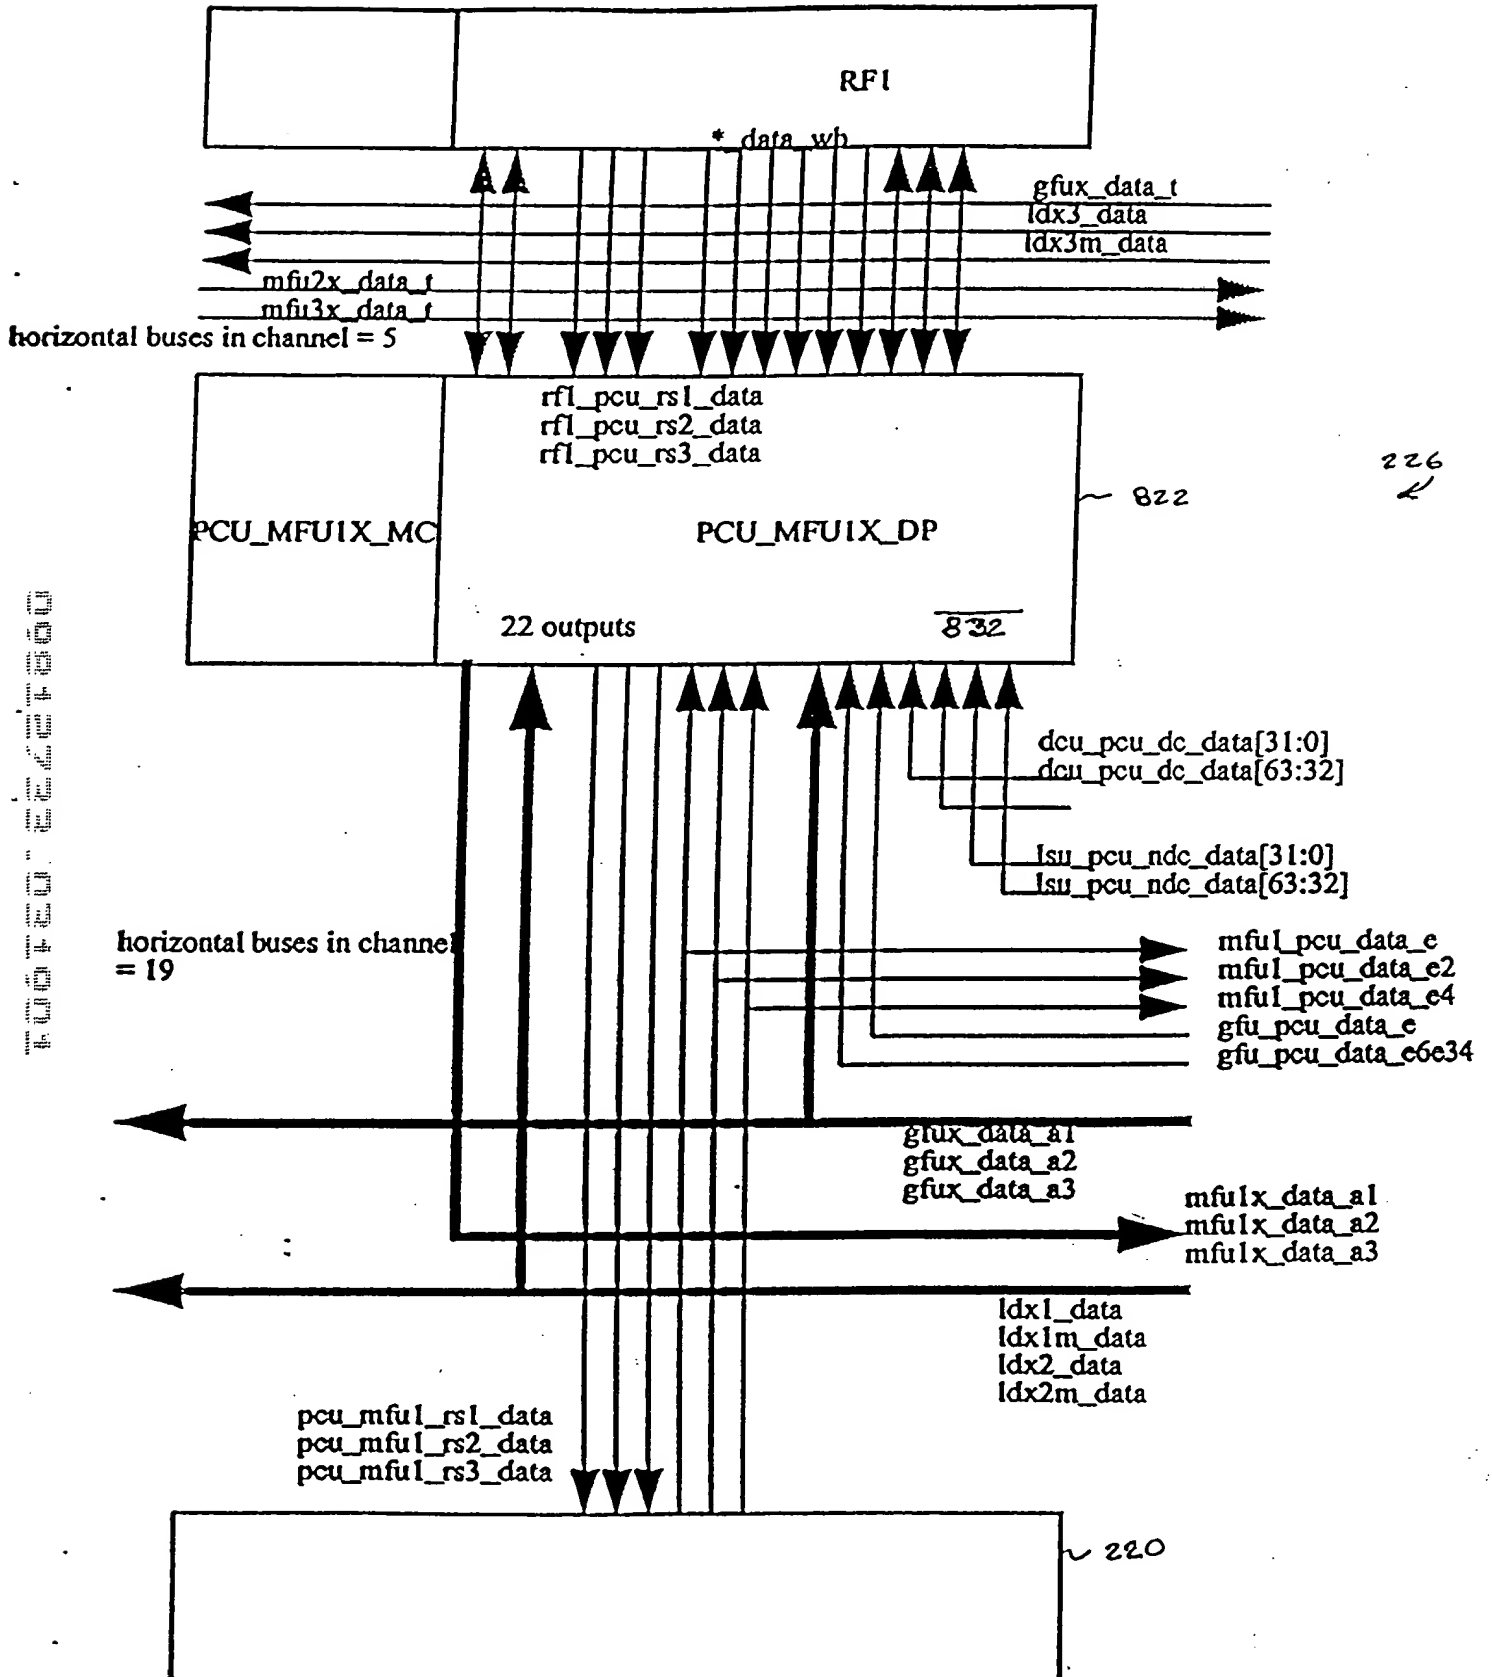 RF1
*_data_wb
gfux_data_t
ldx3_data
ldx3m_data
mfu2x_data_t
mfu3x_data_t
horizontal buses in channel = 5
rf1_pcu_rs1_data
rf1_pcu_rs2_data
rf1_pcu_rs3_data
226
822
PCU_MFU1X_MC
PCU_MFU1X_DP
22 outputs
832
dcu_pcu_dc_data[31:0]
dcu_pcu_dc_data[63:32]
lsu_pcu_ndc_data[31:0]
lsu_pcu_ndc_data[63:32]
horizontal buses in channel
= 19
mfu1_pcu_data_e
mfu1_pcu_data_e2
mfu1_pcu_data_e4
gfu_pcu_data_e
gfu_pcu_data_e6e34
gfux_data_a1
gfux_data_a2
gfux_data_a3
mfu1x_data_a1
mfu1x_data_a2
mfu1x_data_a3
ldx1_data
ldx1m_data
ldx2_data
ldx2m_data
pcu_mfu1_rs1_data
pcu_mfu1_rs2_data
pcu_mfu1_rs3_data
220